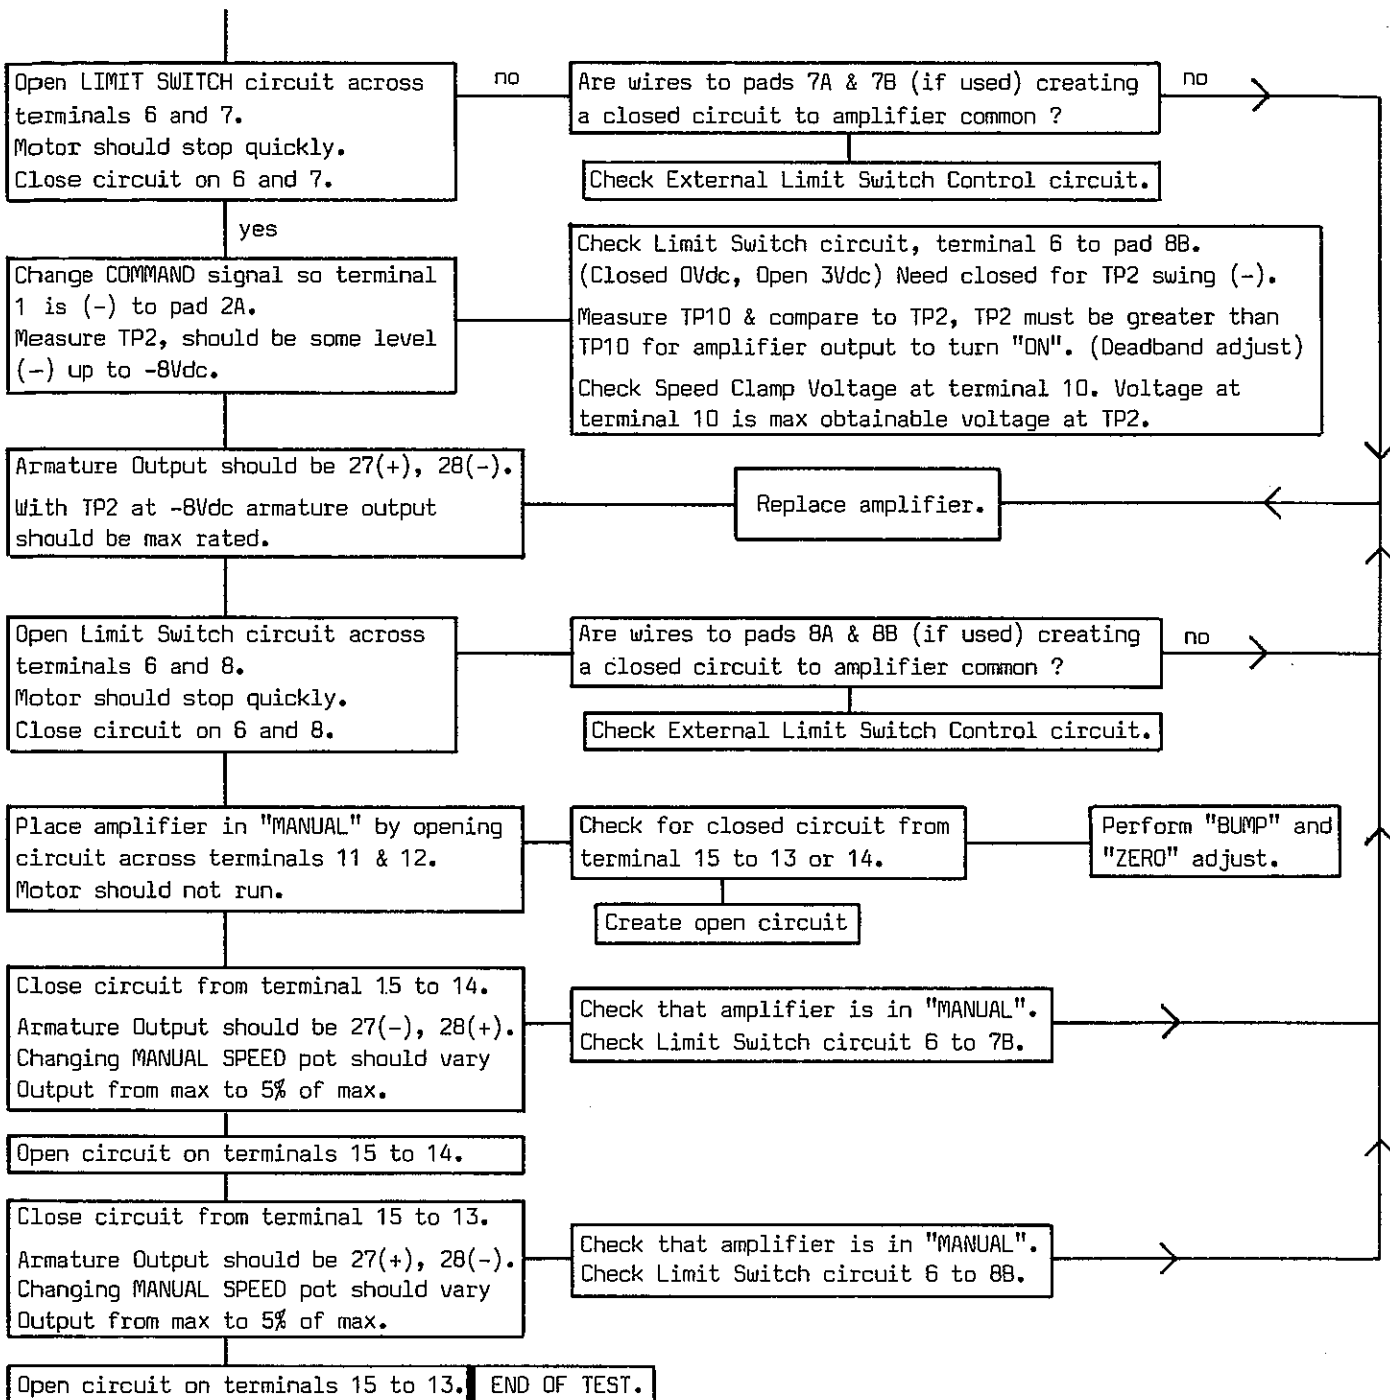 Open LIMIT SWITCH circuit across
terminals 6 and 7.
Motor should stop quickly.
Close circuit on 6 and 7.
no
Are wires to pads 7A & 7B (if used) creating
a closed circuit to amplifier common ?
no
Check External Limit Switch Control circuit.
yes
Change COMMAND signal so terminal
1 is (-) to pad 2A.
Measure TP2, should be some level
(-) up to -8Vdc.
Check Limit Switch circuit, terminal 6 to pad 8B.
(Closed 0Vdc, Open 3Vdc) Need closed for TP2 swing (-).
Measure TP10 & compare to TP2, TP2 must be greater than
TP10 for amplifier output to turn "ON". (Deadband adjust)
Check Speed Clamp Voltage at terminal 10. Voltage at
terminal 10 is max obtainable voltage at TP2.
Armature Output should be 27(+), 28(-).
With TP2 at -8Vdc armature output
should be max rated.
Replace amplifier.
Open Limit Switch circuit across
terminals 6 and 8.
Motor should stop quickly.
Close circuit on 6 and 8.
Are wires to pads 8A & 8B (if used) creating
a closed circuit to amplifier common ?
no
Check External Limit Switch Control circuit.
Place amplifier in "MANUAL" by opening
circuit across terminals 11 & 12.
Motor should not run.
Check for closed circuit from
terminal 15 to 13 or 14.
Create open circuit
Perform "BUMP" and
"ZERO" adjust.
Close circuit from terminal 15 to 14.
Armature Output should be 27(-), 28(+).
Changing MANUAL SPEED pot should vary
Output from max to 5% of max.
Check that amplifier is in "MANUAL".
Check Limit Switch circuit 6 to 7B.
Open circuit on terminals 15 to 14.
Close circuit from terminal 15 to 13.
Armature Output should be 27(+), 28(-).
Changing MANUAL SPEED pot should vary
Output from max to 5% of max.
Check that amplifier is in "MANUAL".
Check Limit Switch circuit 6 to 8B.
Open circuit on terminals 15 to 13.
END OF TEST.